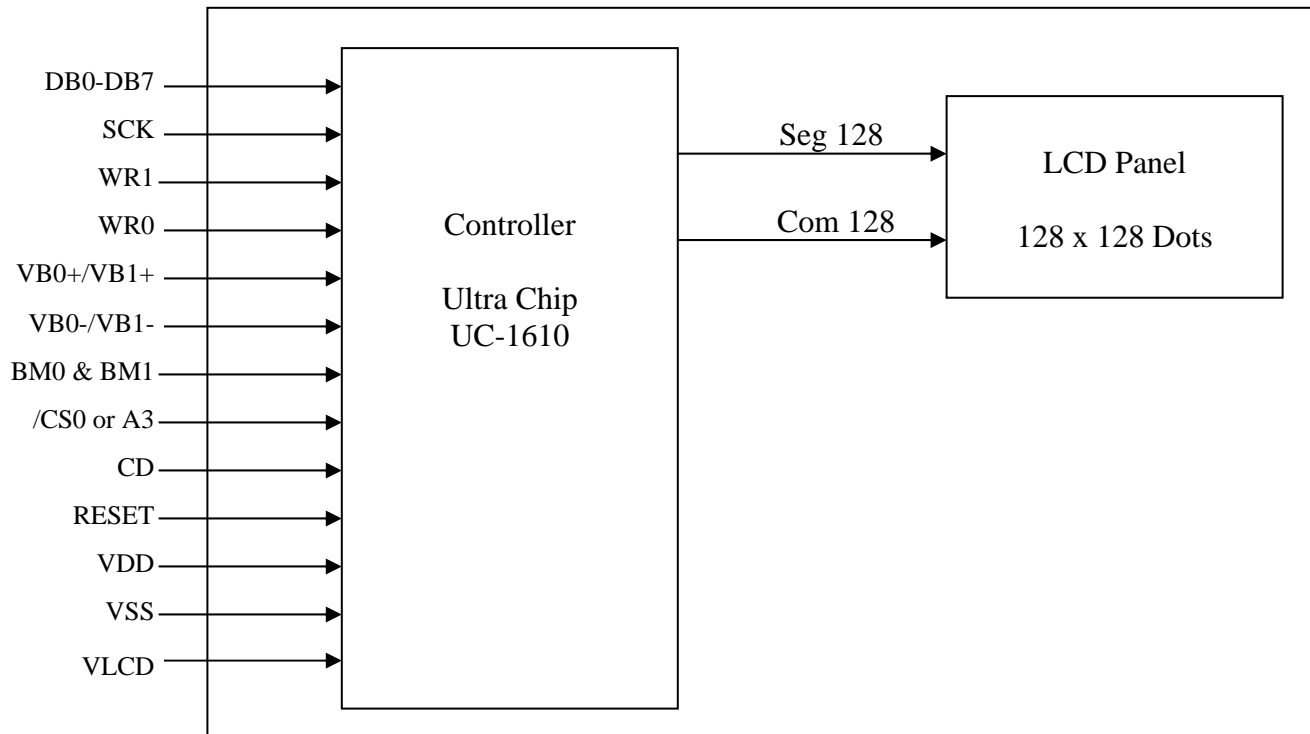 DB0-DB7
SCK
WR1
WR0
VB0+/VB1+
VB0-/VB1-
BM0 & BM1
/CS0 or A3
CD
RESET
VDD
VSS
VLCD
Controller
Ultra Chip
UC-1610
Seg 128
Com 128
LCD Panel
128 x 128 Dots